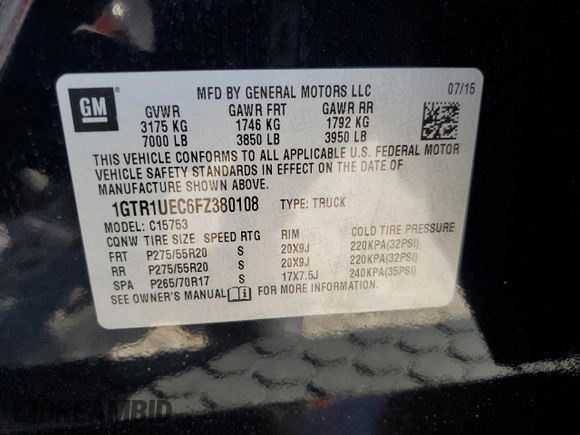 GM
MFD BY GENERAL MOTORS LLC 07/15
GVWR GAWR FRT GAWR RR
3175 KG 1746 KG 1792 KG
7000 LB 3850 LB 3950 LB
THIS VEHICLE CONFORMS TO ALL APPLICABLE U.S. FEDERAL MOTOR
VEHICLE SAFETY STANDARDS IN EFFECT ON THE DATE OF
MANUFACTURE SHOWN ABOVE.
1GTR1UEC6FZ380108 TYPE: TRUCK
MODEL: C15753
CONW TIRE SIZE SPEED RTG RIM COLD TIRE PRESSURE
FRT P275/55R20 S 20X9J 220KPA(32PSI)
RR P275/55R20 S 20X9J 220KPA(32PSI)
SPA P265/70R17 S 17X7.5J 240KPA(35PSI)
SEE OWNER'S MANUAL FOR MORE INFORMATION.
DREAMBID